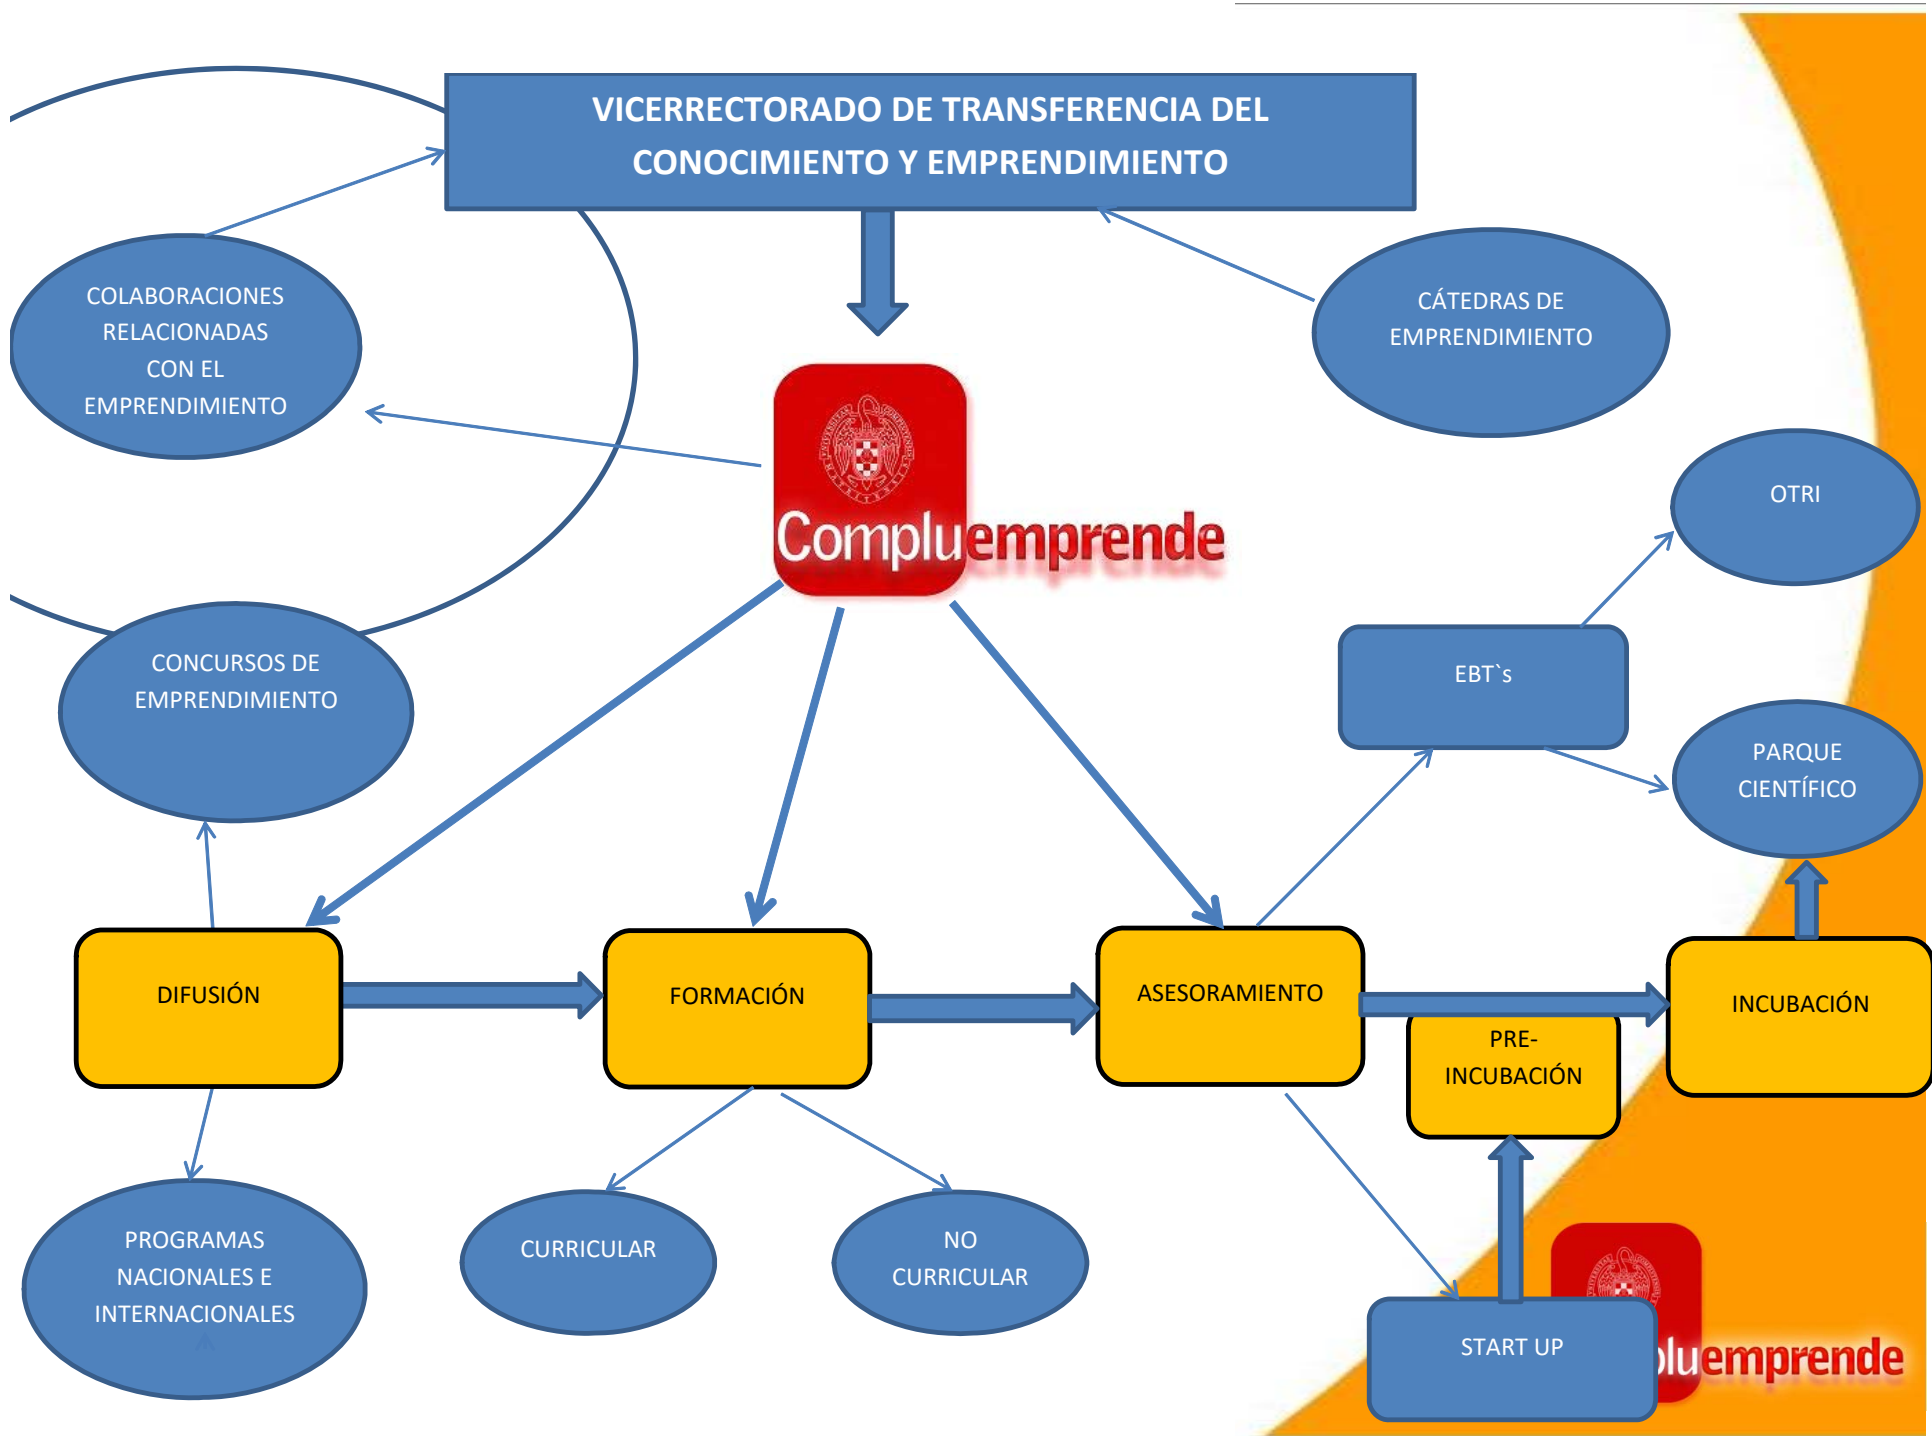 VICERRECTORADO DE TRANSFERENCIA DEL
CONOCIMIENTO Y EMPRENDIMIENTO
COLABORACIONES
RELACIONADAS
CON EL
EMPRENDIMIENTO
CÁTEDRAS DE
EMPRENDIMIENTO
Compluemprende
OTRI
CONCURSOS DE
EMPRENDIMIENTO
EBT`s
PARQUE
CIENTÍFICO
DIFUSIÓN
FORMACIÓN
ASESORAMIENTO
PRE-
INCUBACIÓN
INCUBACIÓN
PROGRAMAS
NACIONALES E
INTERNACIONALES
CURRICULAR
NO
CURRICULAR
START UP
luemprende